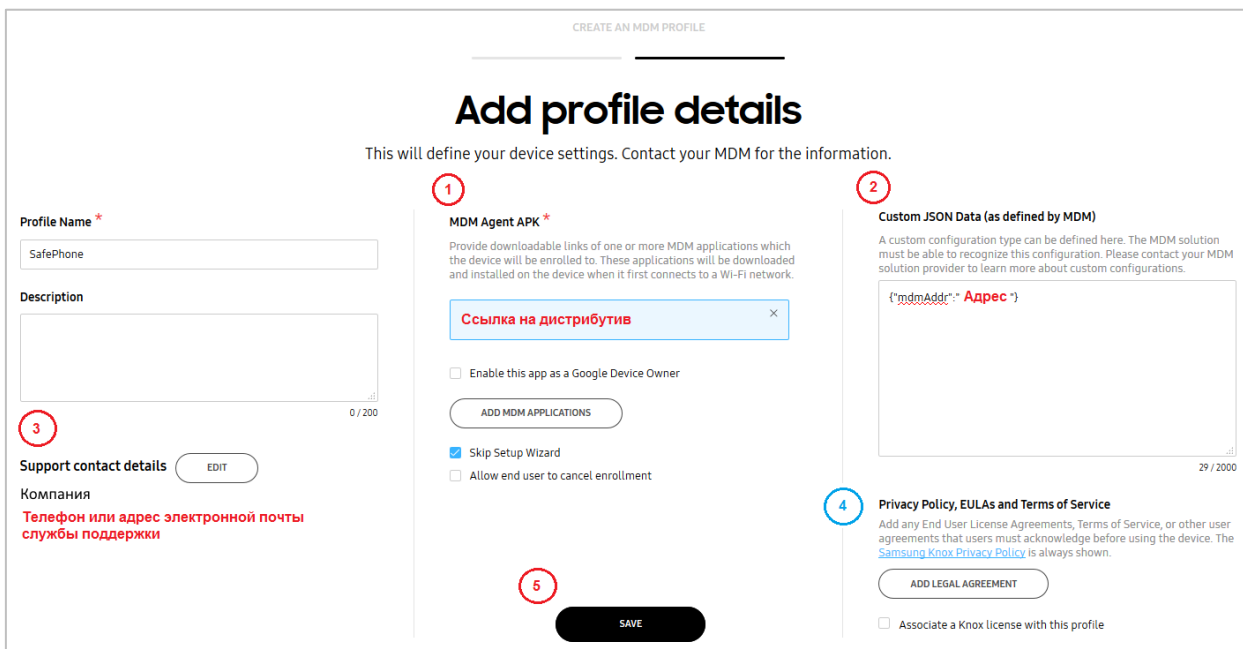 CREATE AN MDM PROFILE
Add profile details
This will define your device settings. Contact your MDM for the information.
Profile Name *
SafePhone
Description
0 / 200
3
Support contact details
EDIT
Компания
Телефон или адрес электронной почты
службы поддержки
1
MDM Agent APK *
Provide downloadable links of one or more MDM applications which
the device will be enrolled to. These applications will be downloaded
and installed on the device when it first connects to a Wi-Fi network.
Ссылка на дистрибутив ×
Enable this app as a Google Device Owner
ADD MDM APPLICATIONS
Skip Setup Wizard
Allow end user to cancel enrollment
5
SAVE
2
Custom JSON Data (as defined by MDM)
A custom configuration type can be defined here. The MDM solution
must be able to recognize this configuration. Please contact your MDM
solution provider to learn more about custom configurations.
{"mdmAddr":" Адрес "}
29 / 2000
4
Privacy Policy, EULAs and Terms of Service
Add any End User License Agreements, Terms of Service, or other user
agreements that users must acknowledge before using the device. The
Samsung Knox Privacy Policy is always shown.
ADD LEGAL AGREEMENT
Associate a Knox license with this profile